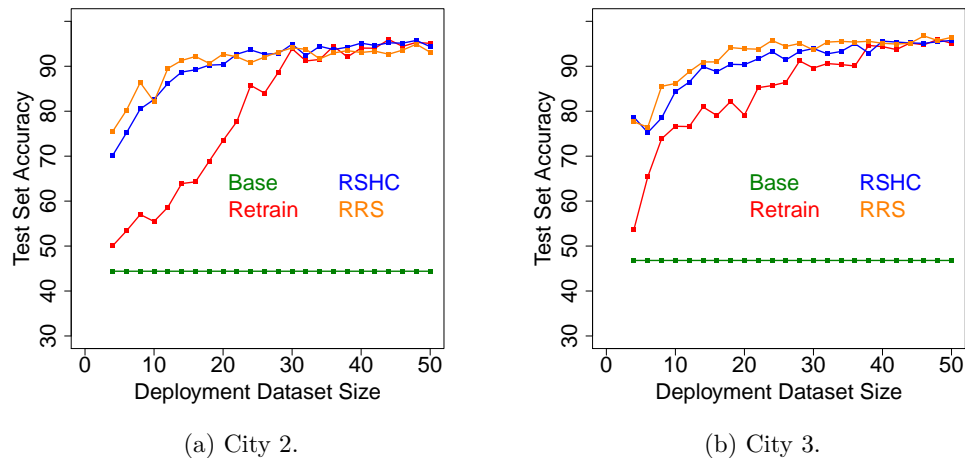 Test Set Accuracy
90
80
70
60
50
40
30
Base RSHC
Retrain RRS
0 10 20 30 40 50
Deployment Dataset Size
(a) City 2.
Test Set Accuracy
90
80
70
60
50
40
30
Base RSHC
Retrain RRS
0 10 20 30 40 50
Deployment Dataset Size
(b) City 3.